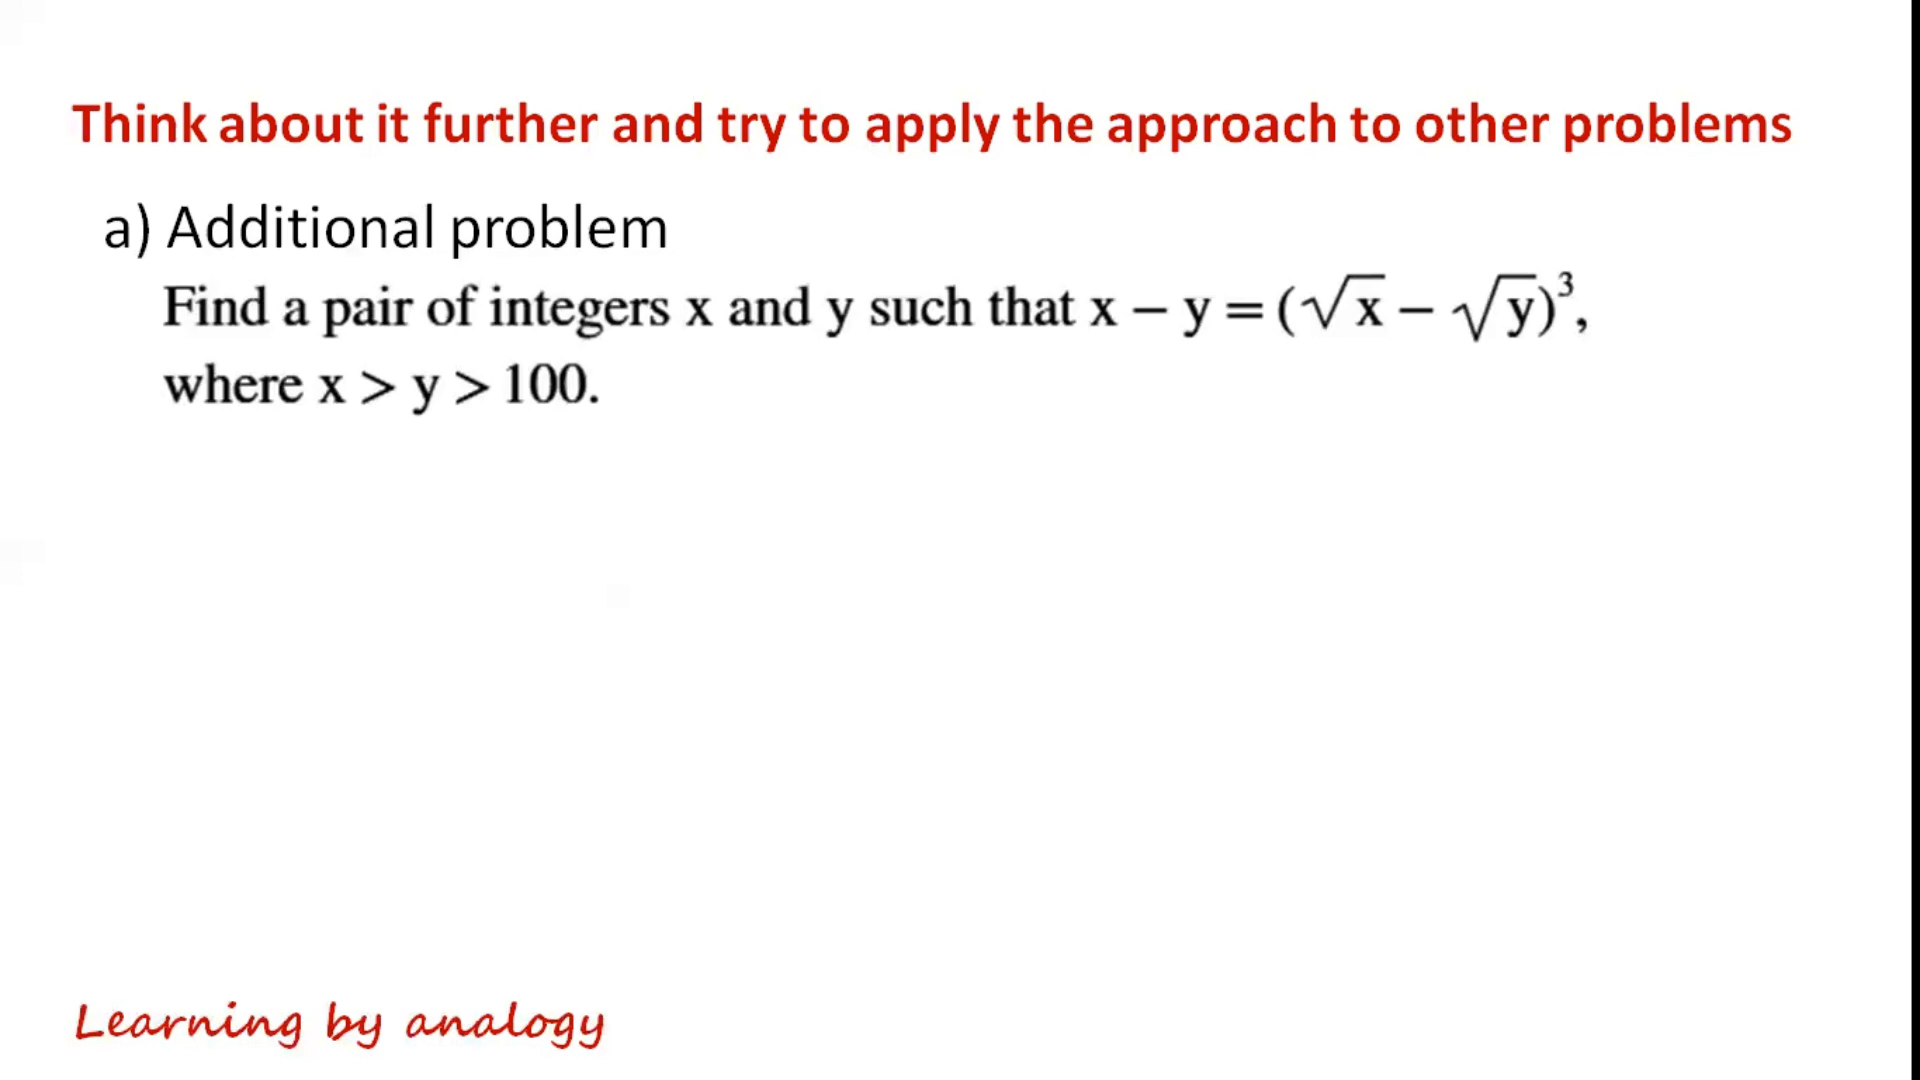 Think about it further and try to apply the approach to other problems
a) Additional problem
Find a pair of integers x and y such that x – y = (√x – √y)³,
where x > y > 100.
Learning by analogy